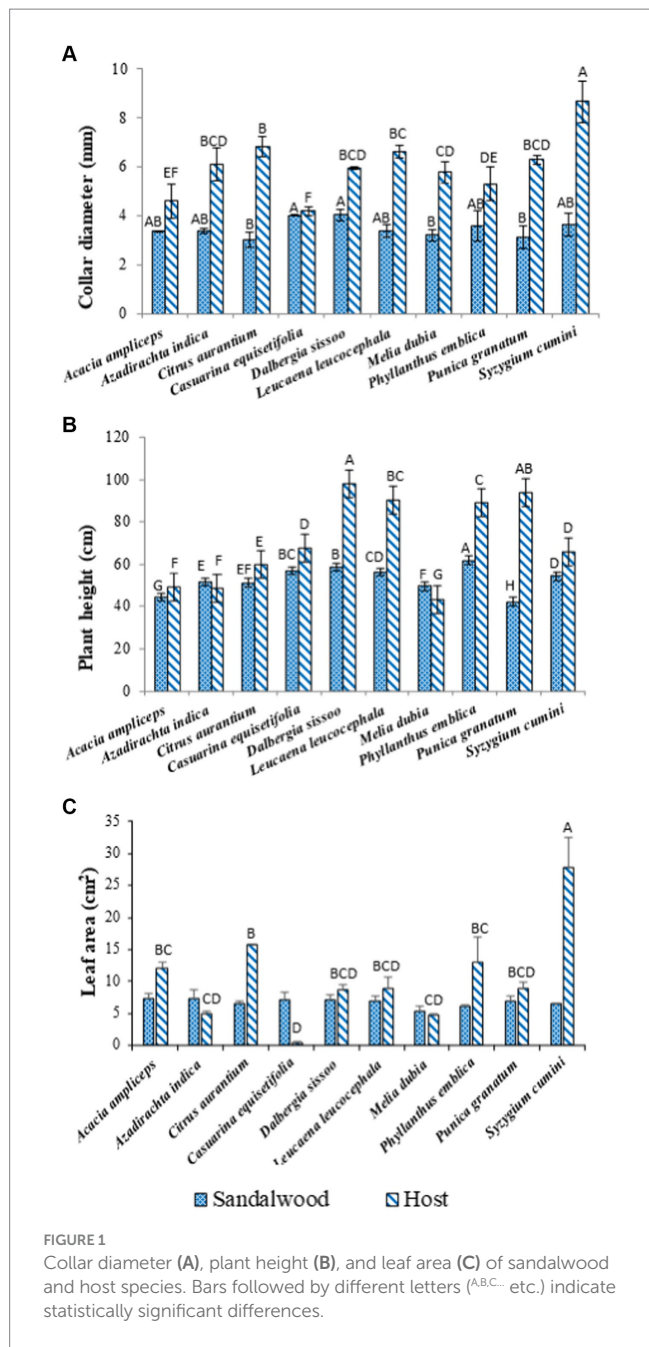 A
10
8
6
4
2
0
Collar diameter (mm)
AB EF AB BCD B B A F A BCD AB BC B CD AB DE B BCD AB A
Acacia ampliceps
Azadirachta indica
Citrus aurantium
Casuarina equisetifolia
Dalbergia sissoo
Leucaena leucocephala
Melia dubia
Phyllanthus emblica
Punica granatum
Syzygium cumini
B
120
100
80
60
40
20
0
Plant height (cm)
G F E F EF E BC D B A CD BC F G A C H AB D D
Acacia ampliceps
Azadirachta indica
Citrus aurantium
Casuarina equisetifolia
Dalbergia sissoo
Leucaena leucocephala
Melia dubia
Phyllanthus emblica
Punica granatum
Syzygium cumini
C
35
30
25
20
15
10
5
0
Leaf area (cm²)
BC CD B D BCD BCD CD BC BCD A
Acacia ampliceps
Azadirachta indica
Citrus aurantium
Casuarina equisetifolia
Dalbergia sissoo
Leucaena leucocephala
Melia dubia
Phyllanthus emblica
Punica granatum
Syzygium cumini
Sandalwood Host
FIGURE 1
Collar diameter (A), plant height (B), and leaf area (C) of sandalwood
and host species. Bars followed by different letters (A,B,C... etc.) indicate
statistically significant differences.